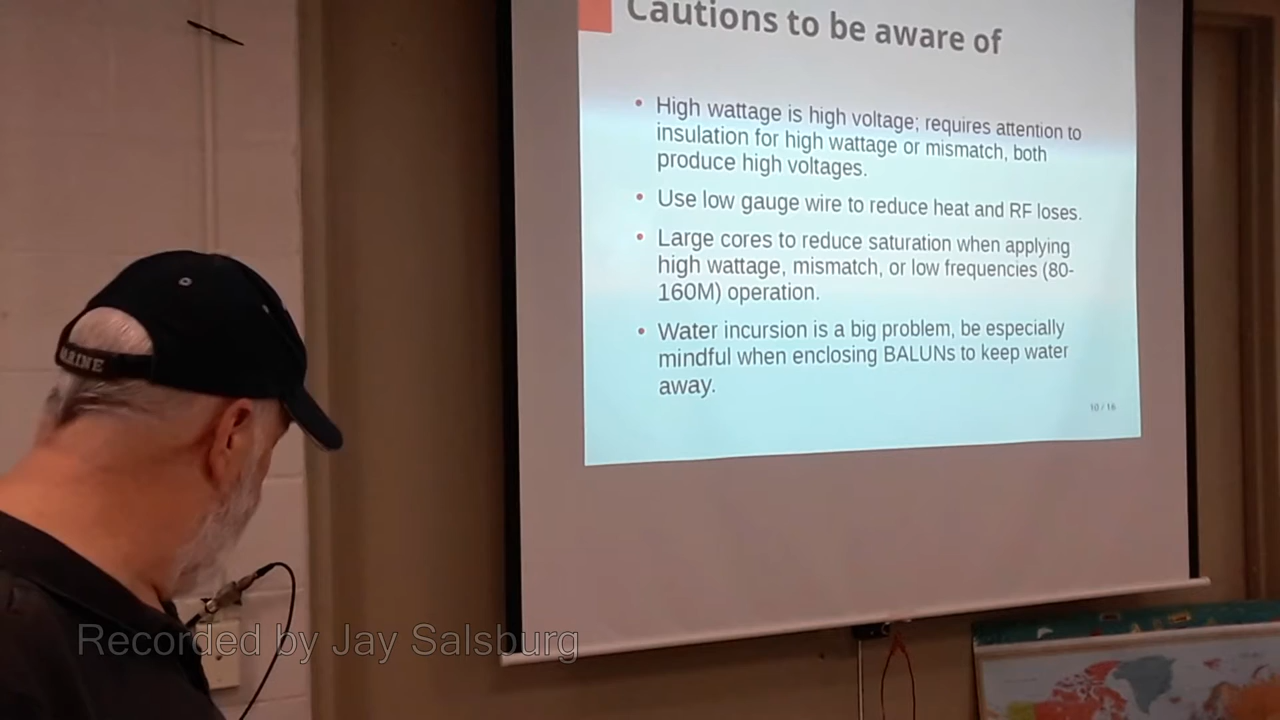 Cautions to be aware of
• High wattage is high voltage; requires attention to
insulation for high wattage or mismatch, both
produce high voltages.
• Use low gauge wire to reduce heat and RF loses.
• Large cores to reduce saturation when applying
high wattage, mismatch, or low frequencies (80-
160M) operation.
• Water incursion is a big problem, be especially
mindful when enclosing BALUNs to keep water
away.
10 / 16
ARINE
Recorded by Jay Salsburg